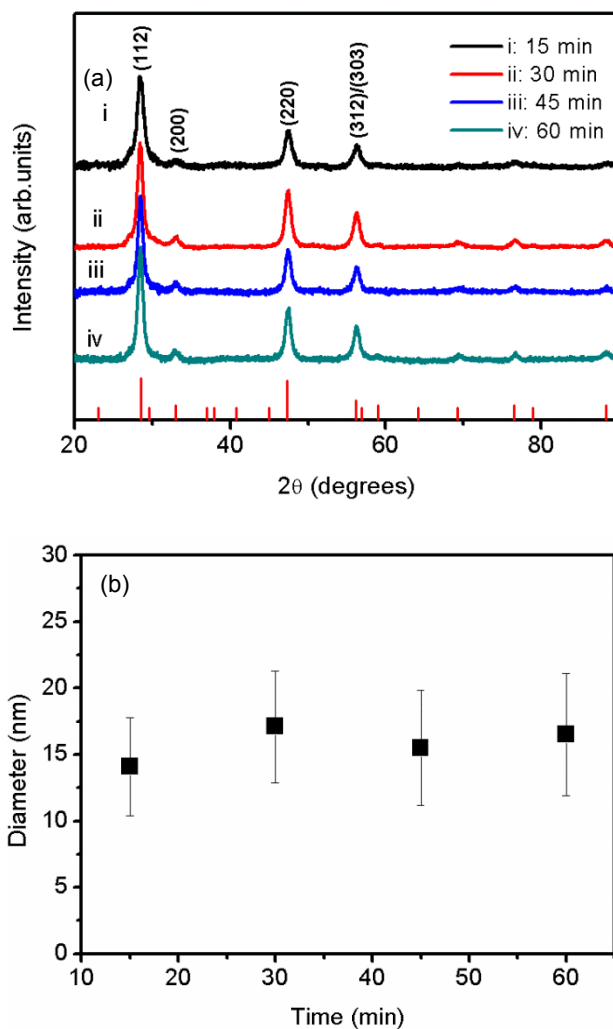 (a)
(112)
(200)
(220)
(312)/(303)
i: 15 min
ii: 30 min
iii: 45 min
iv: 60 min
i
ii
iii
iv
Intensity (arb.units)
20 40 60 80
2θ (degrees)
(b)
30
25
20
15
10
5
0
Diameter (nm)
10 20 30 40 50 60
Time (min)